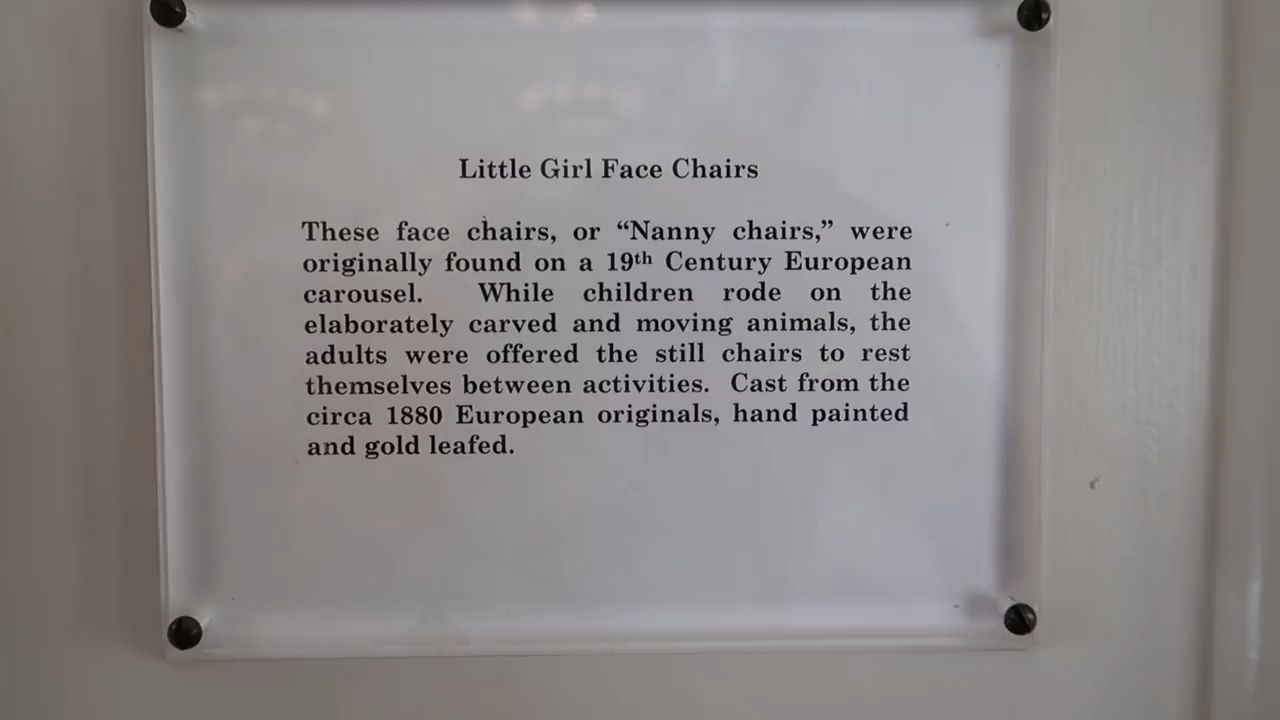 Little Girl Face Chairs
These face chairs, or “Nanny chairs,” were
originally found on a 19th Century European
carousel. While children rode on the
elaborately carved and moving animals, the
adults were offered the still chairs to rest
themselves between activities. Cast from the
circa 1880 European originals, hand painted
and gold leafed.